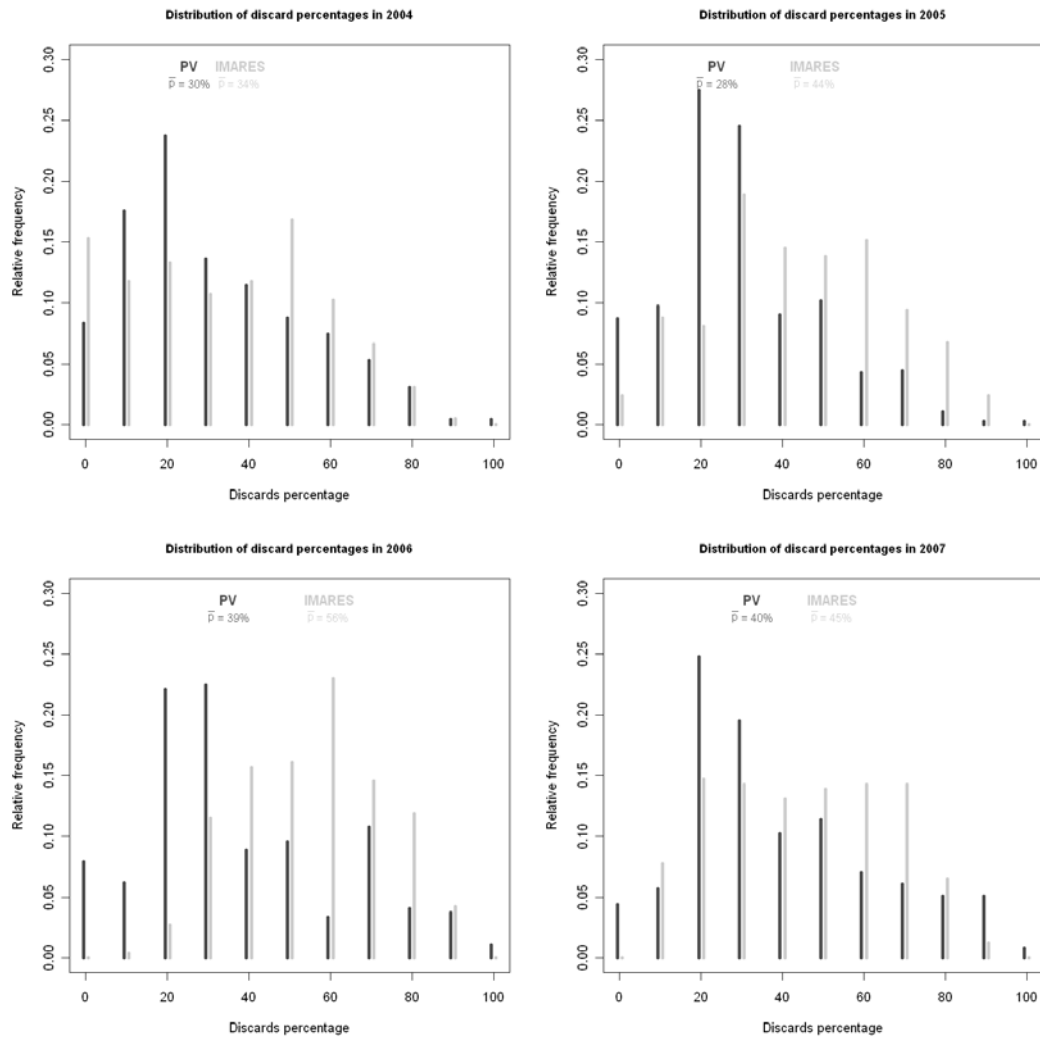 Distribution of discard percentages in 2004
PV IMARES
p̅ = 30% p̅ = 34%
0.30
0.25
0.20
0.15
0.10
0.05
0.00
Relative frequency
0 20 40 60 80 100
Discards percentage
Distribution of discard percentages in 2005
PV IMARES
p̅ = 28% p̅ = 44%
0.30
0.25
0.20
0.15
0.10
0.05
0.00
Relative frequency
0 20 40 60 80 100
Discards percentage
Distribution of discard percentages in 2006
PV IMARES
p̅ = 39% p̅ = 56%
0.30
0.25
0.20
0.15
0.10
0.05
0.00
Relative frequency
0 20 40 60 80 100
Discards percentage
Distribution of discard percentages in 2007
PV IMARES
p̅ = 40% p̅ = 45%
0.30
0.25
0.20
0.15
0.10
0.05
0.00
Relative frequency
0 20 40 60 80 100
Discards percentage